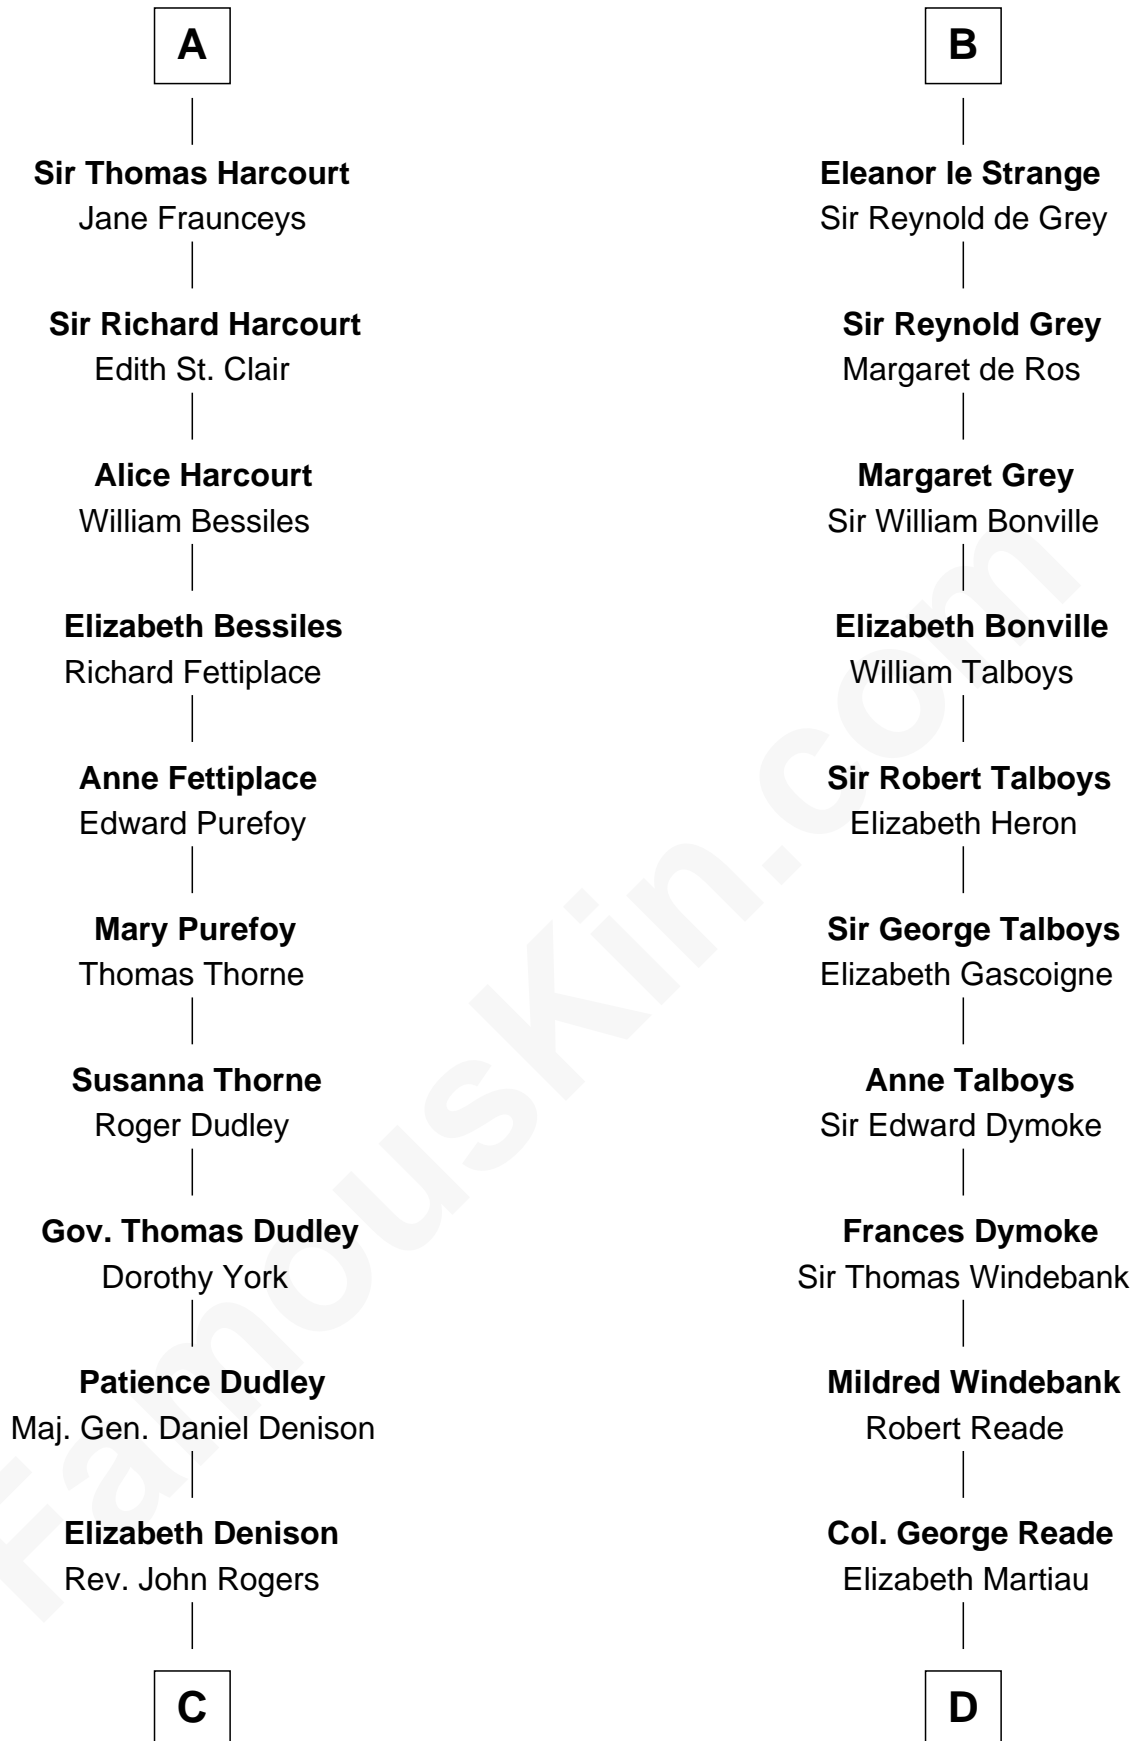 A
Sir Thomas Harcourt
Jane Fraunceys
Sir Richard Harcourt
Edith St. Clair
Alice Harcourt
William Bessiles
Elizabeth Bessiles
Richard Fettiplace
Anne Fettiplace
Edward Purefoy
Mary Purefoy
Thomas Thorne
Susanna Thorne
Roger Dudley
Gov. Thomas Dudley
Dorothy York
Patience Dudley
Maj. Gen. Daniel Denison
Elizabeth Denison
Rev. John Rogers
C
B
Eleanor le Strange
Sir Reynold de Grey
Sir Reynold Grey
Margaret de Ros
Margaret Grey
Sir William Bonville
Elizabeth Bonville
William Talboys
Sir Robert Talboys
Elizabeth Heron
Sir George Talboys
Elizabeth Gascoigne
Anne Talboys
Sir Edward Dymoke
Frances Dymoke
Sir Thomas Windebank
Mildred Windebank
Robert Reade
Col. George Reade
Elizabeth Martiau
D
FamousKin.com